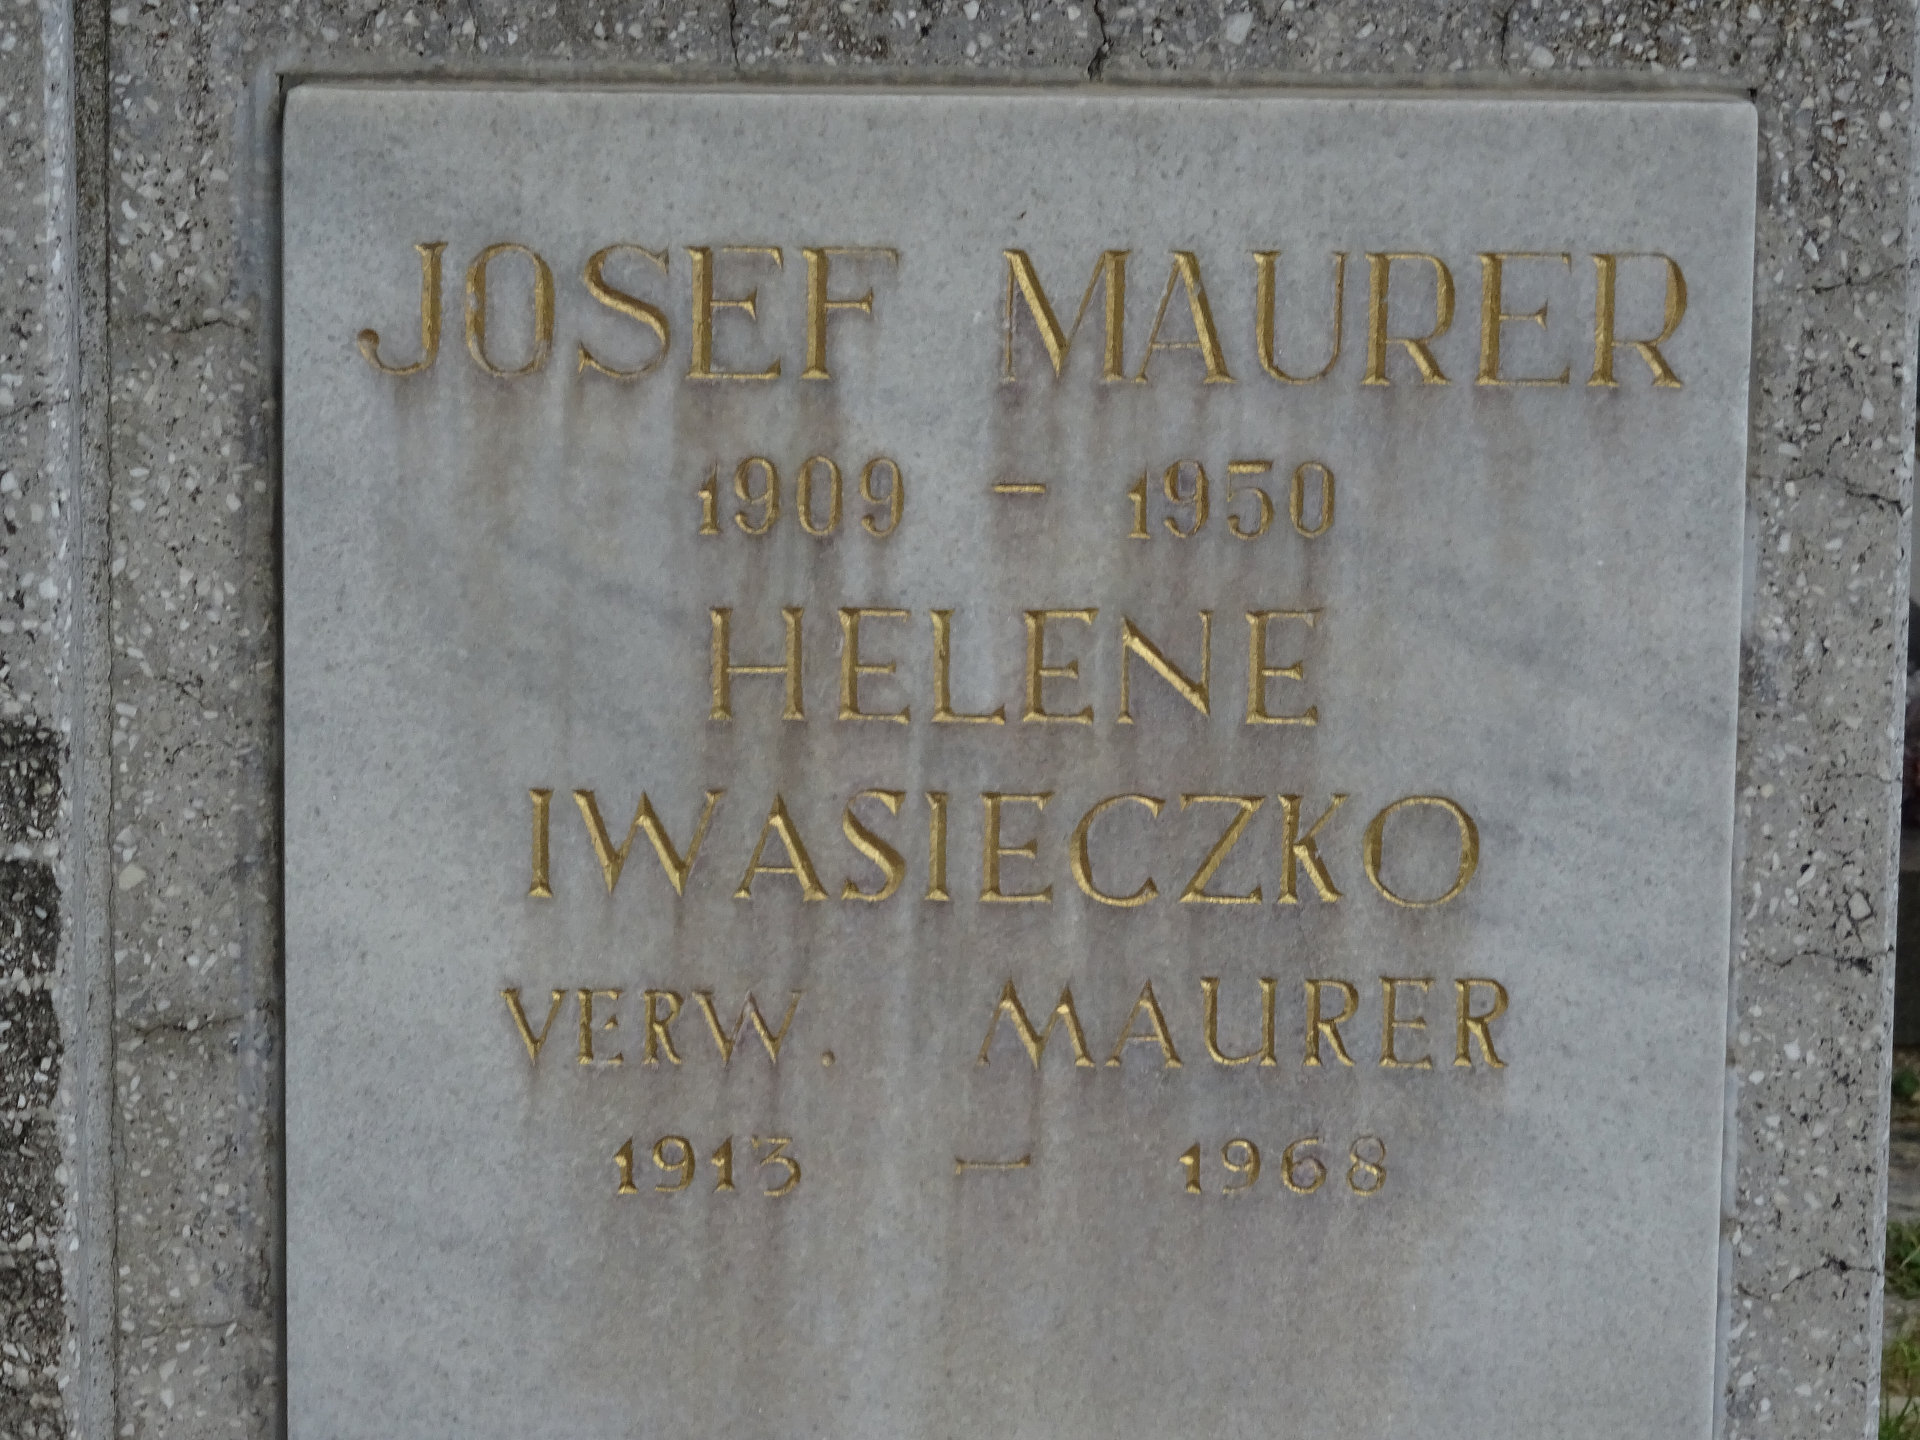 JOSEF MAURER
1909 - 1950
HELENE
IWASIECZKO
VERW. MAURER
1913 - 1968